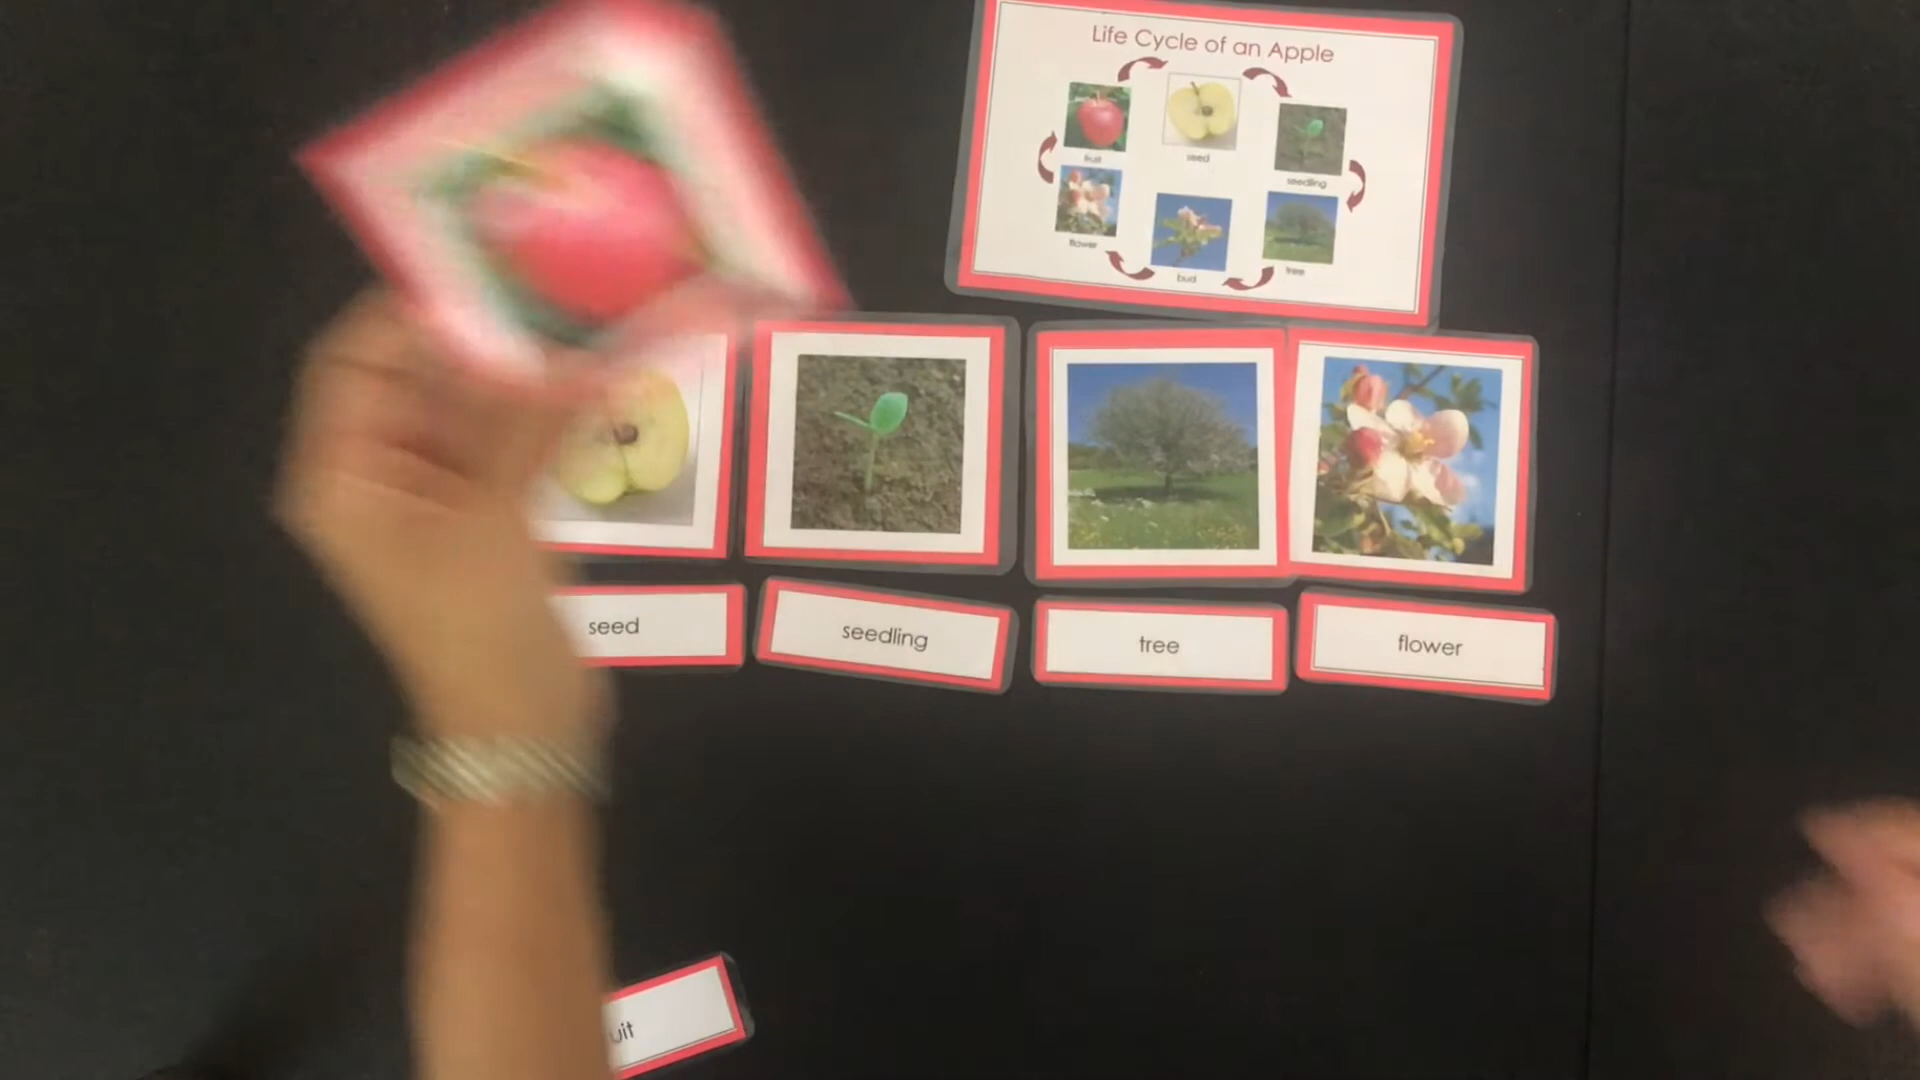 Life Cycle of an Apple
fruit
seed
seedling
flower
bud
tree
seed
seedling
tree
flower
uit